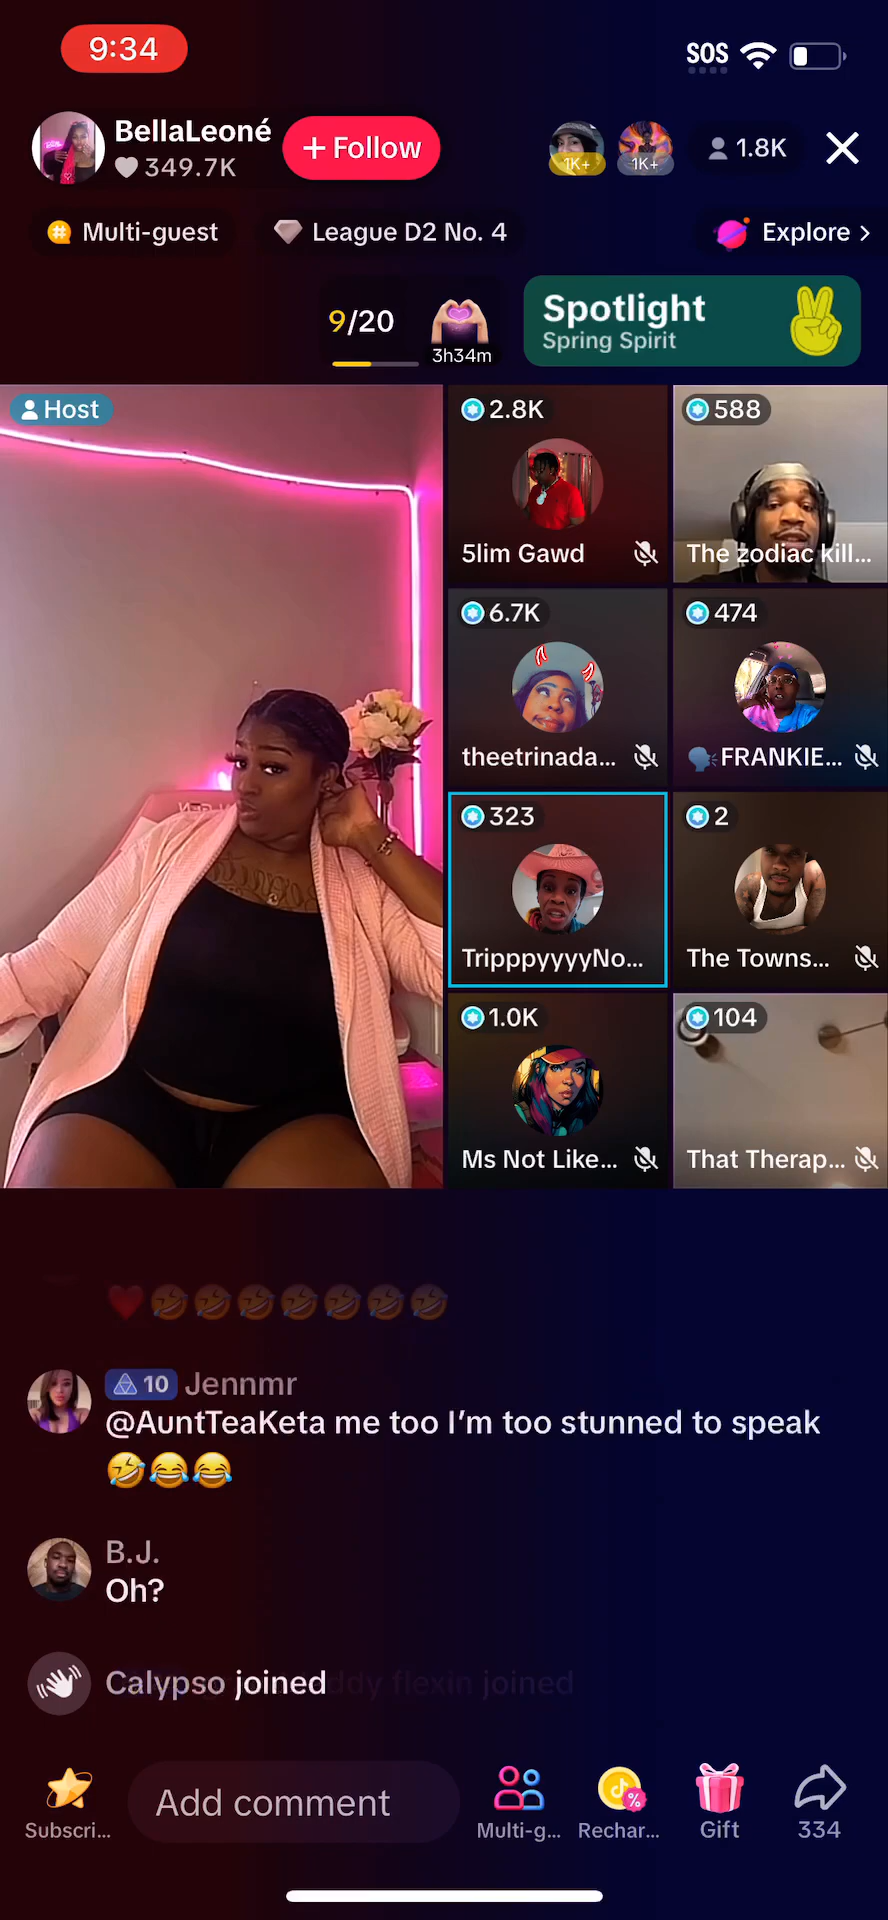 9:34
SOS
BellaLeoné
349.7K
+ Follow
1K+
1K+
1.8K
Multi-guest
League D2 No. 4
Explore >
9/20
3h34m
Spotlight
Spring Spirit
Host
2.8K
5lim Gawd
588
The zodiac kill...
6.7K
theetrinada...
474
FRANKIE...
323
TripppyyyyNo...
2
The Towns...
1.0K
Ms Not Like...
104
That Therap...
❤️🤣🤣🤣🤣🤣🤣🤣
10 Jennmr
@AuntTeaKeta me too I'm too stunned to speak
🤣😂😂
B.J.
Oh?
Calypso joined
ddy flexin joined
Subscri...
Add comment
Multi-g...
Rechar...
Gift
334